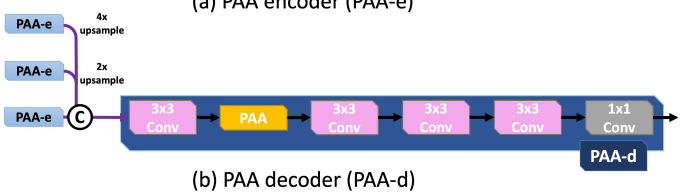 (a) PAA encoder (PAA-e)
PAA-e
4x
upsample
PAA-e
2x
upsample
PAA-e
C
3x3
Conv
PAA
3x3
Conv
3x3
Conv
3x3
Conv
1x1
Conv
PAA-d
(b) PAA decoder (PAA-d)